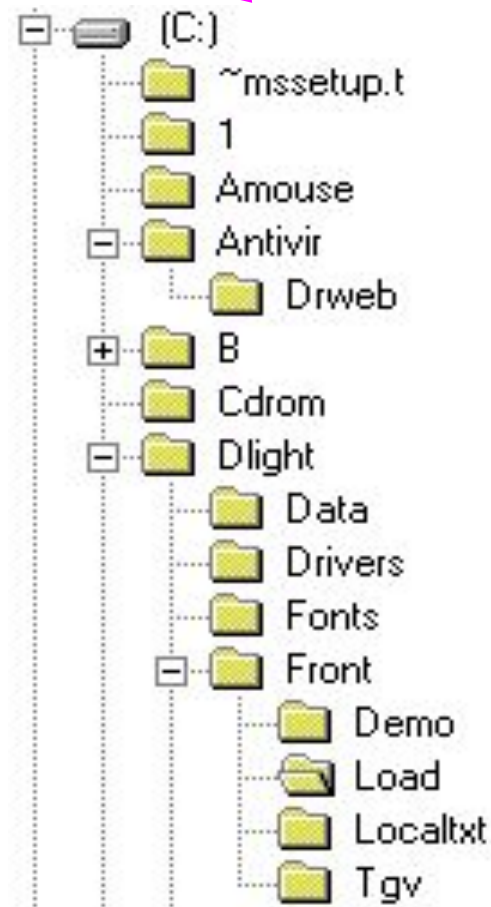 (C:)
~mssetup.t
1
Amouse
Antivir
Drweb
B
Cdrom
Dlight
Data
Drivers
Fonts
Front
Demo
Load
Localtxt
Tgv